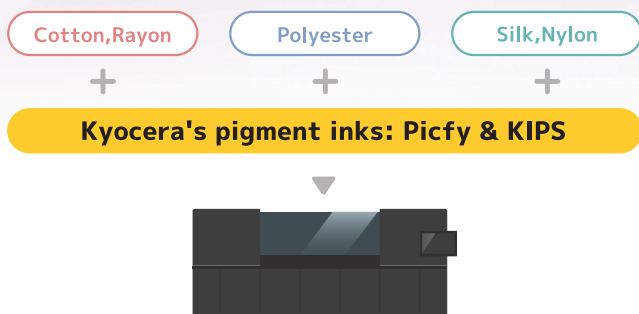 Cotton,Rayon
Polyester
Silk,Nylon
+ + +
Kyocera's pigment inks: Picfy & KIPS